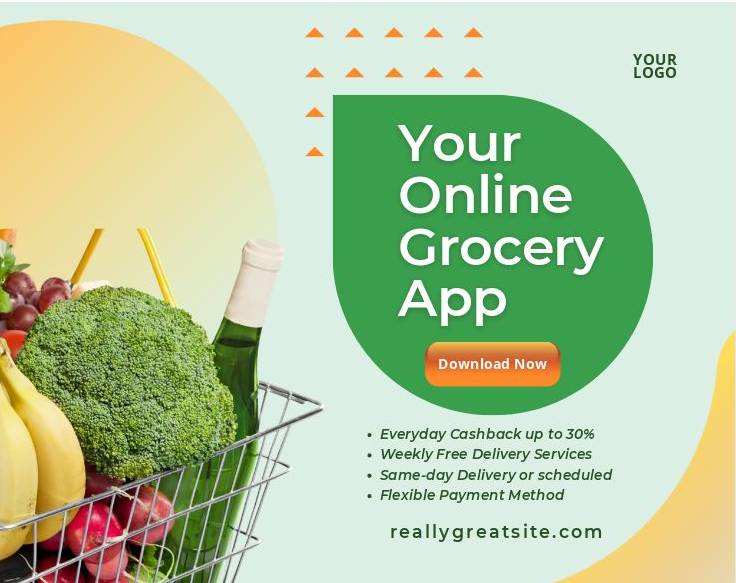 YOUR
LOGO
Your
Online
Grocery
App
Download Now
• Everyday Cashback up to 30%
• Weekly Free Delivery Services
• Same-day Delivery or scheduled
• Flexible Payment Method
reallygreatsite.com